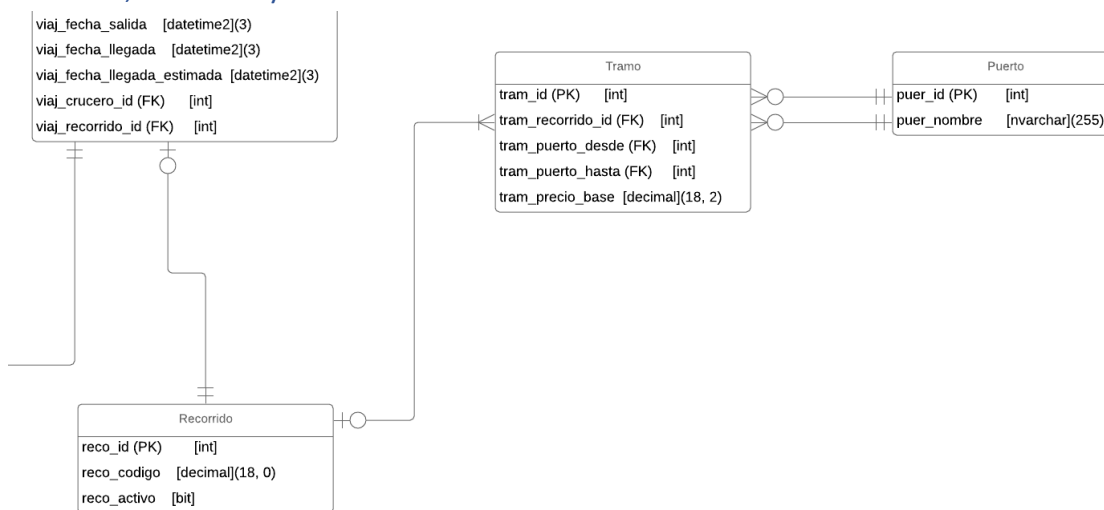 viaj_fecha_salida [datetime2](3)
viaj_fecha_llegada [datetime2](3)
viaj_fecha_llegada_estimada [datetime2](3)
viaj_crucero_id (FK) [int]
viaj_recorrido_id (FK) [int]
Tramo
tram_id (PK) [int]
tram_recorrido_id (FK) [int]
tram_puerto_desde (FK) [int]
tram_puerto_hasta (FK) [int]
tram_precio_base [decimal](18, 2)
Puerto
puer_id (PK) [int]
puer_nombre [nvarchar](255)
Recorrido
reco_id (PK) [int]
reco_codigo [decimal](18, 0)
reco_activo [bit]